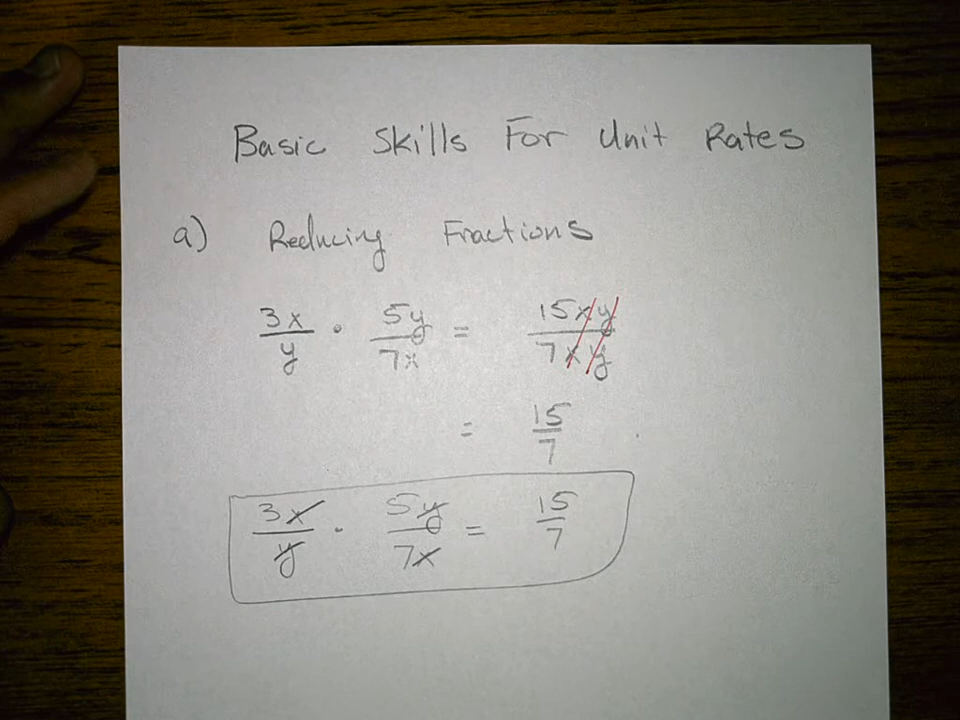 Basic Skills For Unit Rates
a) Reducing Fractions
3x/y · 5y/7x = 15xy/7xy
= 15/7
3x/y · 5y/7x = 15/7